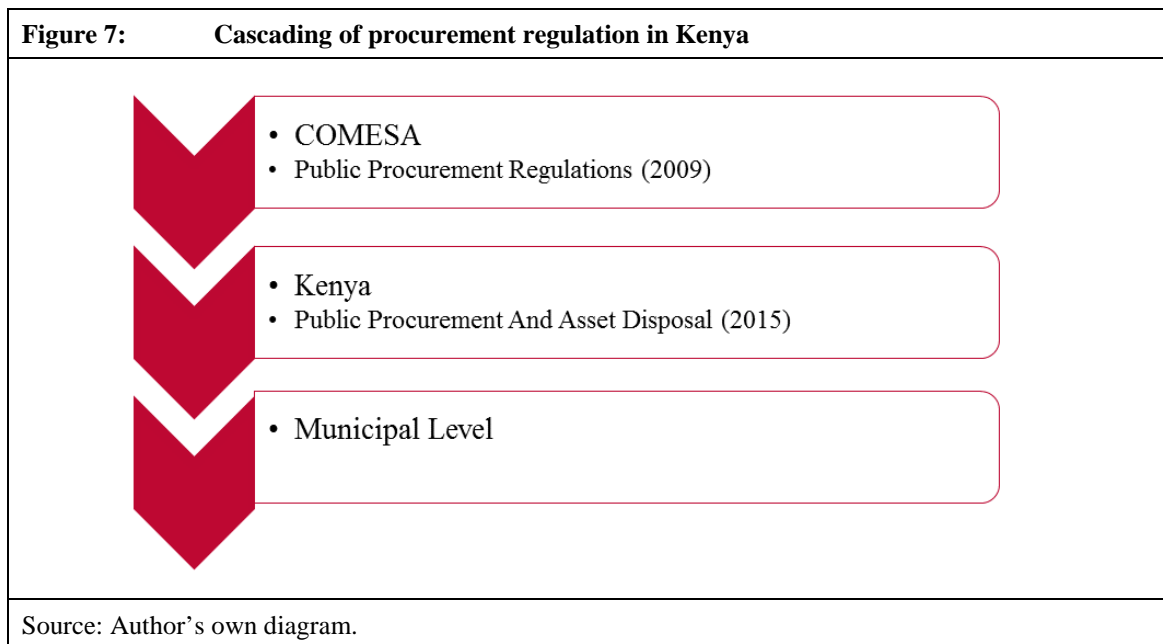 Figure 7: Cascading of procurement regulation in Kenya
• COMESA
• Public Procurement Regulations (2009)
• Kenya
• Public Procurement And Asset Disposal (2015)
• Municipal Level
Source: Author’s own diagram.